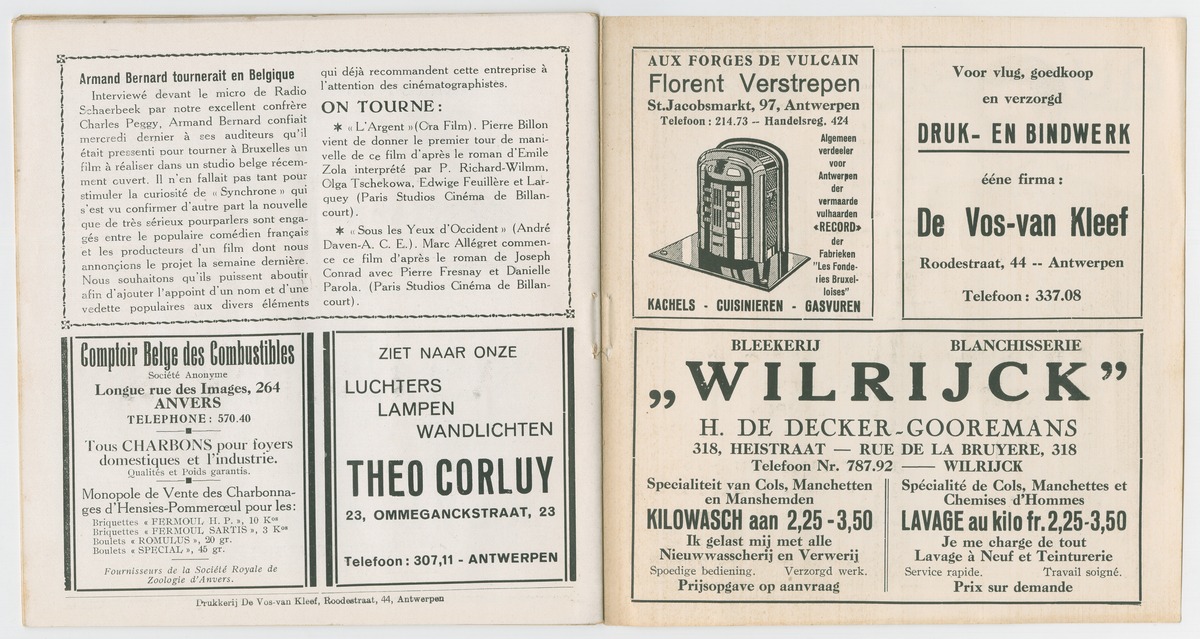 Armand Bernard tournerait en Belgique
Interviewé devant le micro de Radio
Schaerbeek par notre excellent confrère
Charles Peggy, Armand Bernard confiait
mercredi dernier à ses auditeurs qu'il
était pressenti pour tourner à Bruxelles un
film à réaliser dans un studio belge récem-
ment ouvert. Il n'en fallait pas tant pour
stimuler la curiosité de « Synchrone » qui
s'est vu confirmer d'autre part la nouvelle
que de très sérieux pourparlers sont enga-
gés entre le populaire comédien français
et les producteurs d'un film dont nous
annonçions le projet la semaine dernière.
Nous souhaitons qu'ils puissent aboutir
afin d'ajouter l'appoint d'un nom et d'une
vedette populaires aux divers éléments
qui déjà recommandent cette entreprise à
l'attention des cinématographistes.
ON TOURNE :
✶ « L'Argent » (Ora Film). Pierre Billon
vient de donner le premier tour de mani-
velle de ce film d'après le roman d'Emile
Zola interprété par P. Richard-Wilmm,
Olga Tschekowa, Edwige Feuillère et Lar-
quey (Paris Studios Cinéma de Billan-
court).
✶ « Sous les Yeux d'Occident » (André
Daven-A. C. E.). Marc Allégret commen-
ce ce film d'après le roman de Joseph
Conrad avec Pierre Fresnay et Danielle
Parola. (Paris Studios Cinéma de Billan-
court).
Comptoir Belge des Combustibles
Société Anonyme
Longue rue des Images, 264
ANVERS
TELEPHONE : 570.40
Tous CHARBONS pour foyers
domestiques et l'industrie.
Qualités et Poids garantis.
Monopole de Vente des Charbonna-
ges d'Hensies-Pommerœul pour les:
Briquettes « FERMOUL H. P. », 10 Kos
Briquettes « FERMOUL SARTIS », 3 Kos
Boulets « ROMULUS », 20 gr.
Boulets « SPECIAL », 45 gr.
Fournisseurs de la Société Royale de
Zoologie d'Anvers.
ZIET NAAR ONZE
LUCHTERS
LAMPEN
WANDLICHTEN
THEO CORLUY
23, OMMEGANCKSTRAAT, 23
Telefoon : 307,11 - ANTWERPEN
Drukkerij De Vos-van Kleef, Roodestraat, 44, Antwerpen
AUX FORGES DE VULCAIN
Florent Verstrepen
St.Jacobsmarkt, 97, Antwerpen
Telefoon : 214.73 -- Handelsreg. 424
Algemeen
verdeeler
voor
Antwerpen
der
vermaarde
vulhaarden
«RECORD»
der
Fabrieken
"Les Fonde-
ries Bruxel-
loises"
KACHELS - CUISINIEREN - GASVUREN
Voor vlug, goedkoop
en verzorgd
DRUK- EN BINDWERK
ééne firma :
De Vos-van Kleef
Roodestraat, 44 -- Antwerpen
Telefoon : 337.08
BLEEKERIJ BLANCHISSERIE
„WILRIJCK”
H. DE DECKER-GOOREMANS
318, HEISTRAAT — RUE DE LA BRUYERE, 318
Telefoon Nr. 787.92 —— WILRIJCK
Specialiteit van Cols, Manchetten
en Manshemden
KILOWASCH aan 2,25 - 3,50
Ik gelast mij met alle
Nieuwwasscherij en Verwerij
Spoedige bediening. Verzorgd werk.
Prijsopgave op aanvraag
Spécialité de Cols, Manchettes et
Chemises d'Hommes
LAVAGE au kilo fr. 2,25-3,50
Je me charge de tout
Lavage à Neuf et Teinturerie
Service rapide. Travail soigné.
Prix sur demande